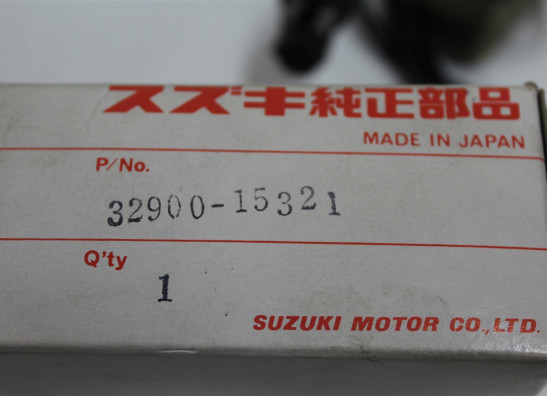 スズキ純正部品
MADE IN JAPAN
P/No.
32900-15321
Q'ty
1
SUZUKI MOTOR CO.,LTD.